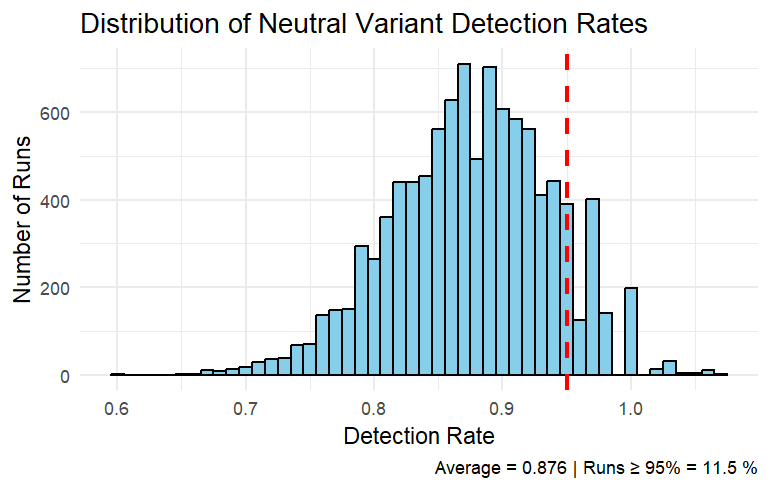 Distribution of Neutral Variant Detection Rates
Number of Runs
600
400
200
0
0.6 0.7 0.8 0.9 1.0
Detection Rate
Average = 0.876 | Runs ≥ 95% = 11.5 %